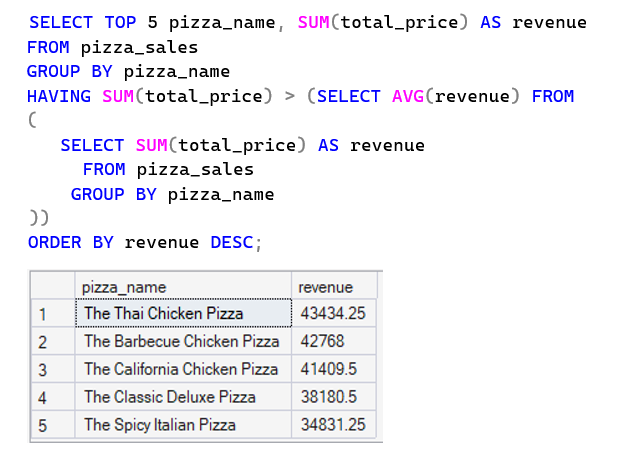 SELECT TOP 5 pizza_name, SUM(total_price) AS revenue
FROM pizza_sales
GROUP BY pizza_name
HAVING SUM(total_price) > (SELECT AVG(revenue) FROM
(
SELECT SUM(total_price) AS revenue
FROM pizza_sales
GROUP BY pizza_name
))
ORDER BY revenue DESC;
pizza_name revenue
1 The Thai Chicken Pizza 43434.25
2 The Barbecue Chicken Pizza 42768
3 The California Chicken Pizza 41409.5
4 The Classic Deluxe Pizza 38180.5
5 The Spicy Italian Pizza 34831.25